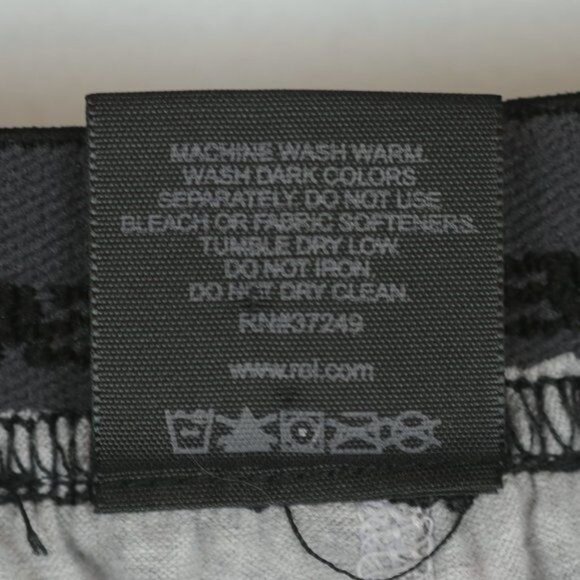 MACHINE WASH WARM.
WASH DARK COLORS
SEPARATELY. DO NOT USE
BLEACH OR FABRIC SOFTENERS.
TUMBLE DRY LOW.
DO NOT IRON.
DO NOT DRY CLEAN.
RN#37249
www.rei.com